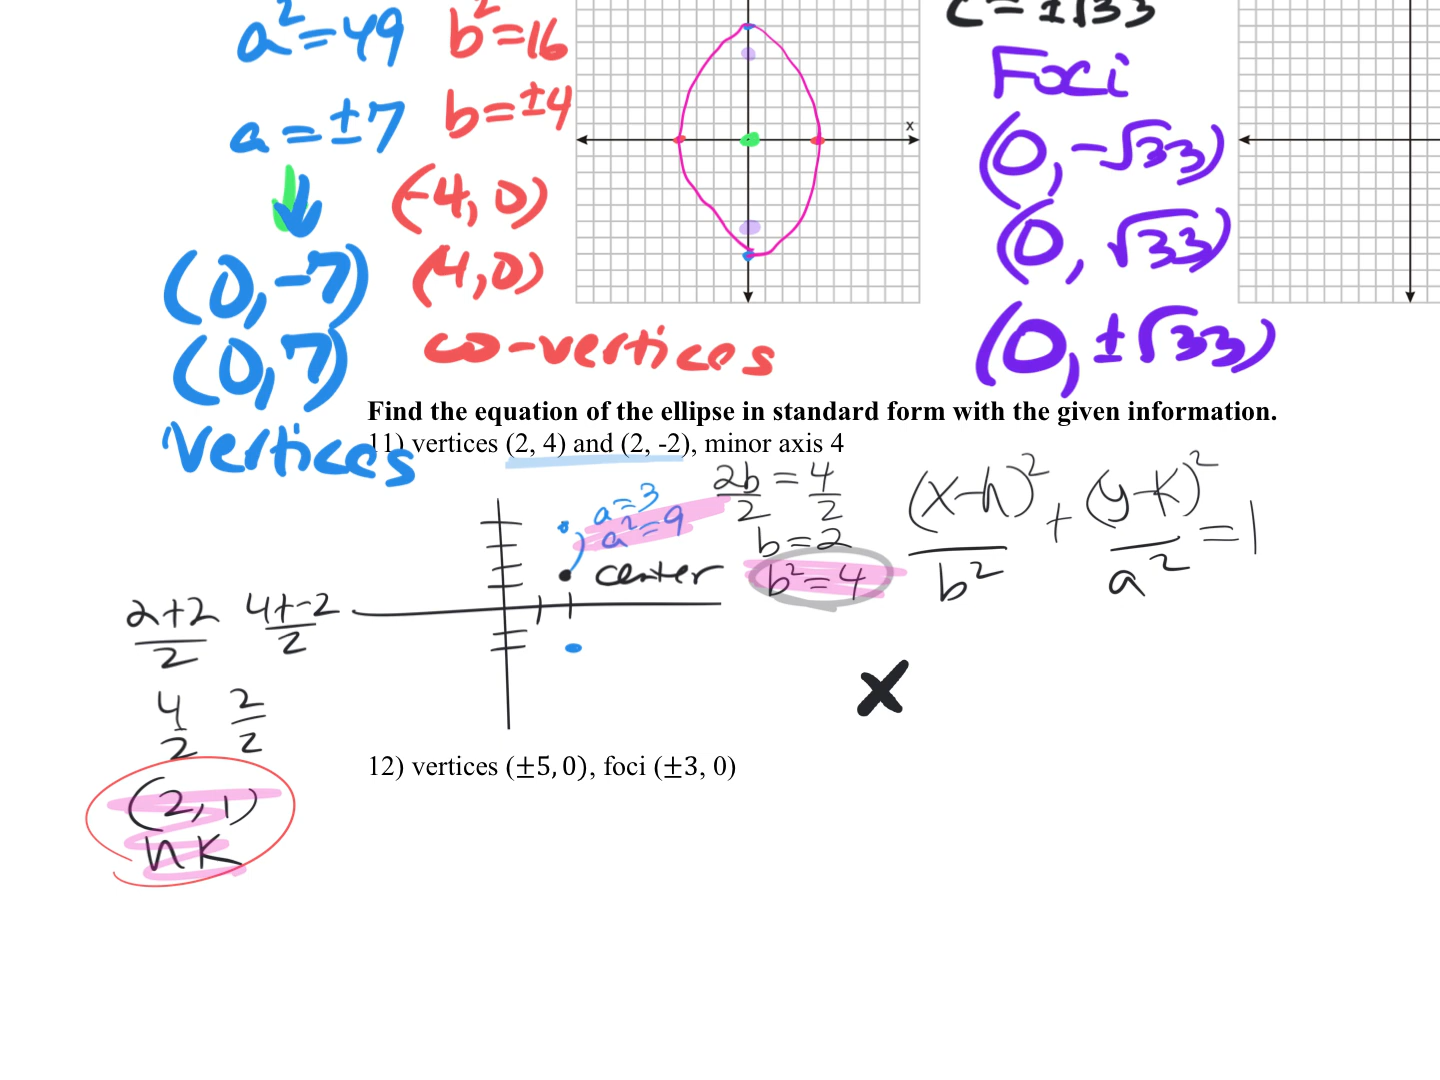 a²=49
b²=16
c=±√33
a=±7
b=±4
Foci
x
(0,-√33)
(-4,0)
(0,√33)
(0,-7)
(4,0)
(0,7)
co-vertices
(0,±√33)
vertices
Find the equation of the ellipse in standard form with the given information.
11) vertices (2, 4) and (2, -2), minor axis 4
a=3
a²=9
center
2b/2 = 4/2
b=2
b²=4
(x-h)²/b² + (y-k)²/a² = 1
2+2/2 4+-2/2
4/2 2/2
(2,1)
h k
x
12) vertices (±5, 0), foci (±3, 0)